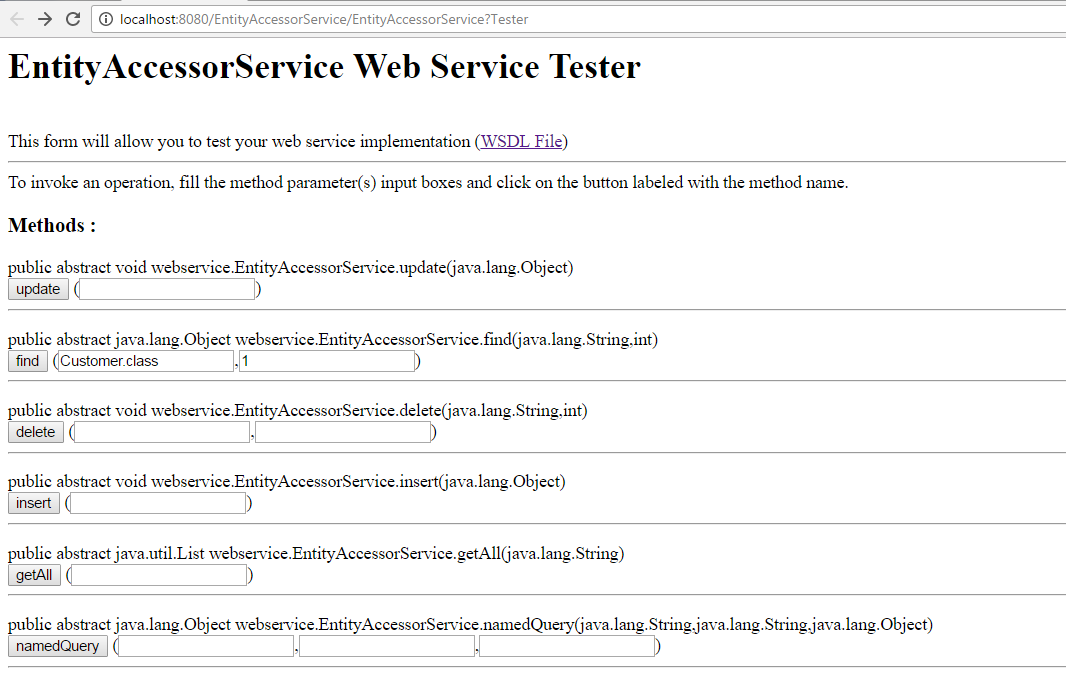 localhost:8080/EntityAccessorService/EntityAccessorService?Tester
EntityAccessorService Web Service Tester
This form will allow you to test your web service implementation (WSDL File)
To invoke an operation, fill the method parameter(s) input boxes and click on the button labeled with the method name.
Methods :
public abstract void webservice.EntityAccessorService.update(java.lang.Object)
update ( )
public abstract java.lang.Object webservice.EntityAccessorService.find(java.lang.String,int)
find (Customer.class ,1 )
public abstract void webservice.EntityAccessorService.delete(java.lang.String,int)
delete ( , )
public abstract void webservice.EntityAccessorService.insert(java.lang.Object)
insert ( )
public abstract java.util.List webservice.EntityAccessorService.getAll(java.lang.String)
getAll ( )
public abstract java.lang.Object webservice.EntityAccessorService.namedQuery(java.lang.String,java.lang.String,java.lang.Object)
namedQuery ( , , )